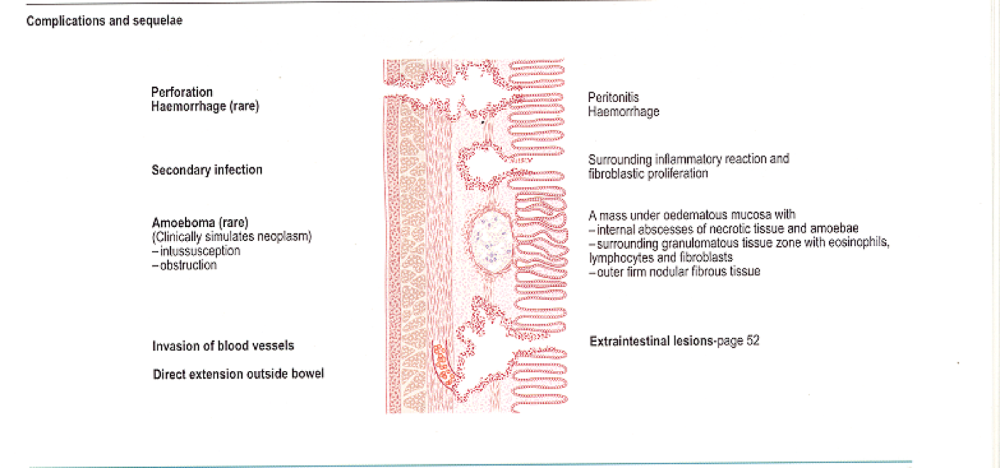 Complications and sequelae
Perforation
Haemorrhage (rare)
Peritonitis
Haemorrhage
Secondary infection
Surrounding inflammatory reaction and
fibroblastic proliferation
Amoeboma (rare)
(Clinically simulates neoplasm)
–intussusception
–obstruction
A mass under oedematous mucosa with
–internal abscesses of necrotic tissue and amoebae
–surrounding granulomatous tissue zone with eosinophils,
lymphocytes and fibroblasts
–outer firm nodular fibrous tissue
Invasion of blood vessels
Direct extension outside bowel
Extraintestinal lesions-page 52